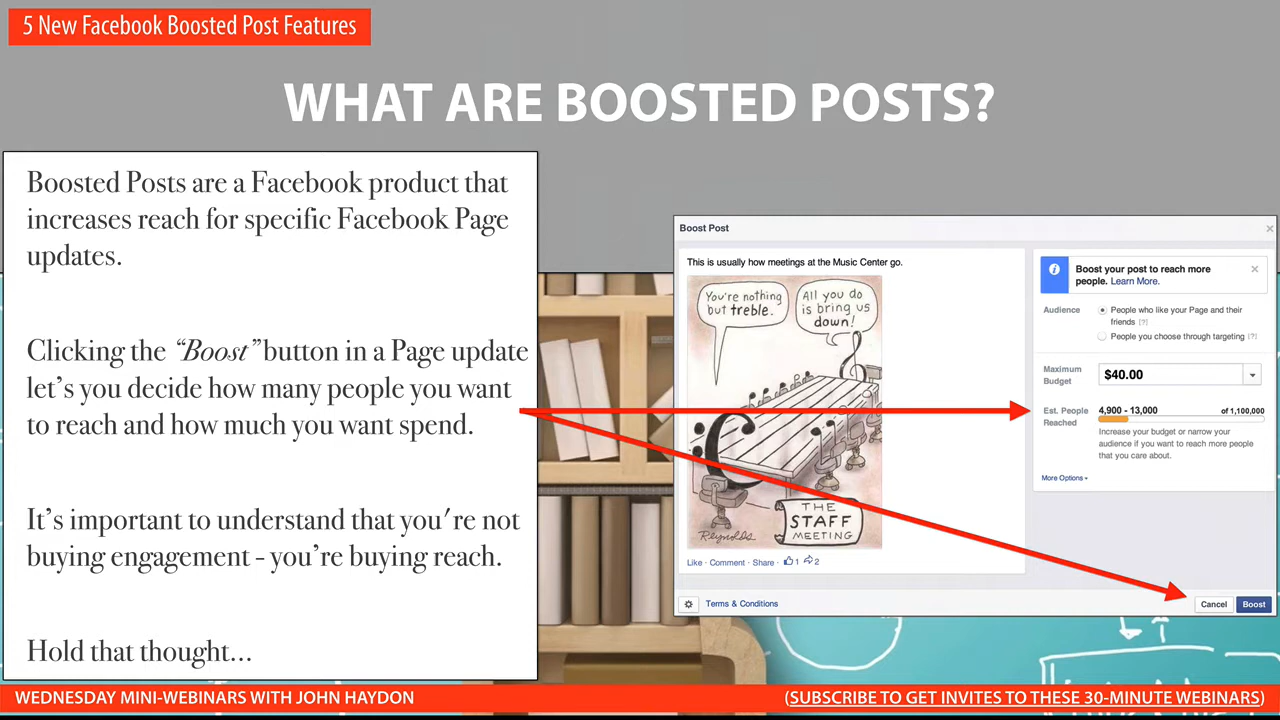 5 New Facebook Boosted Post Features
WHAT ARE BOOSTED POSTS?
Boosted Posts are a Facebook product that
increases reach for specific Facebook Page
updates.
Clicking the “Boost” button in a Page update
let’s you decide how many people you want
to reach and how much you want spend.
It’s important to understand that you’re not
buying engagement - you’re buying reach.
Hold that thought...
Boost Post
This is usually how meetings at the Music Center go.
You're nothing
but treble.
All you do
is bring us
down!
THE
STAFF
MEETING
Reynolds
Like · Comment · Share · 1 2
Boost your post to reach more
people. Learn More.
Audience
People who like your Page and their
friends [?]
People you choose through targeting [?]
Maximum
Budget
$40.00
Est. People
Reached
4,900 - 13,000
of 1,100,000
Increase your budget or narrow your
audience if you want to reach more people
that you care about.
More Options
Terms & Conditions
Cancel
Boost
WEDNESDAY MINI-WEBINARS WITH JOHN HAYDON
(SUBSCRIBE TO GET INVITES TO THESE 30-MINUTE WEBINARS)